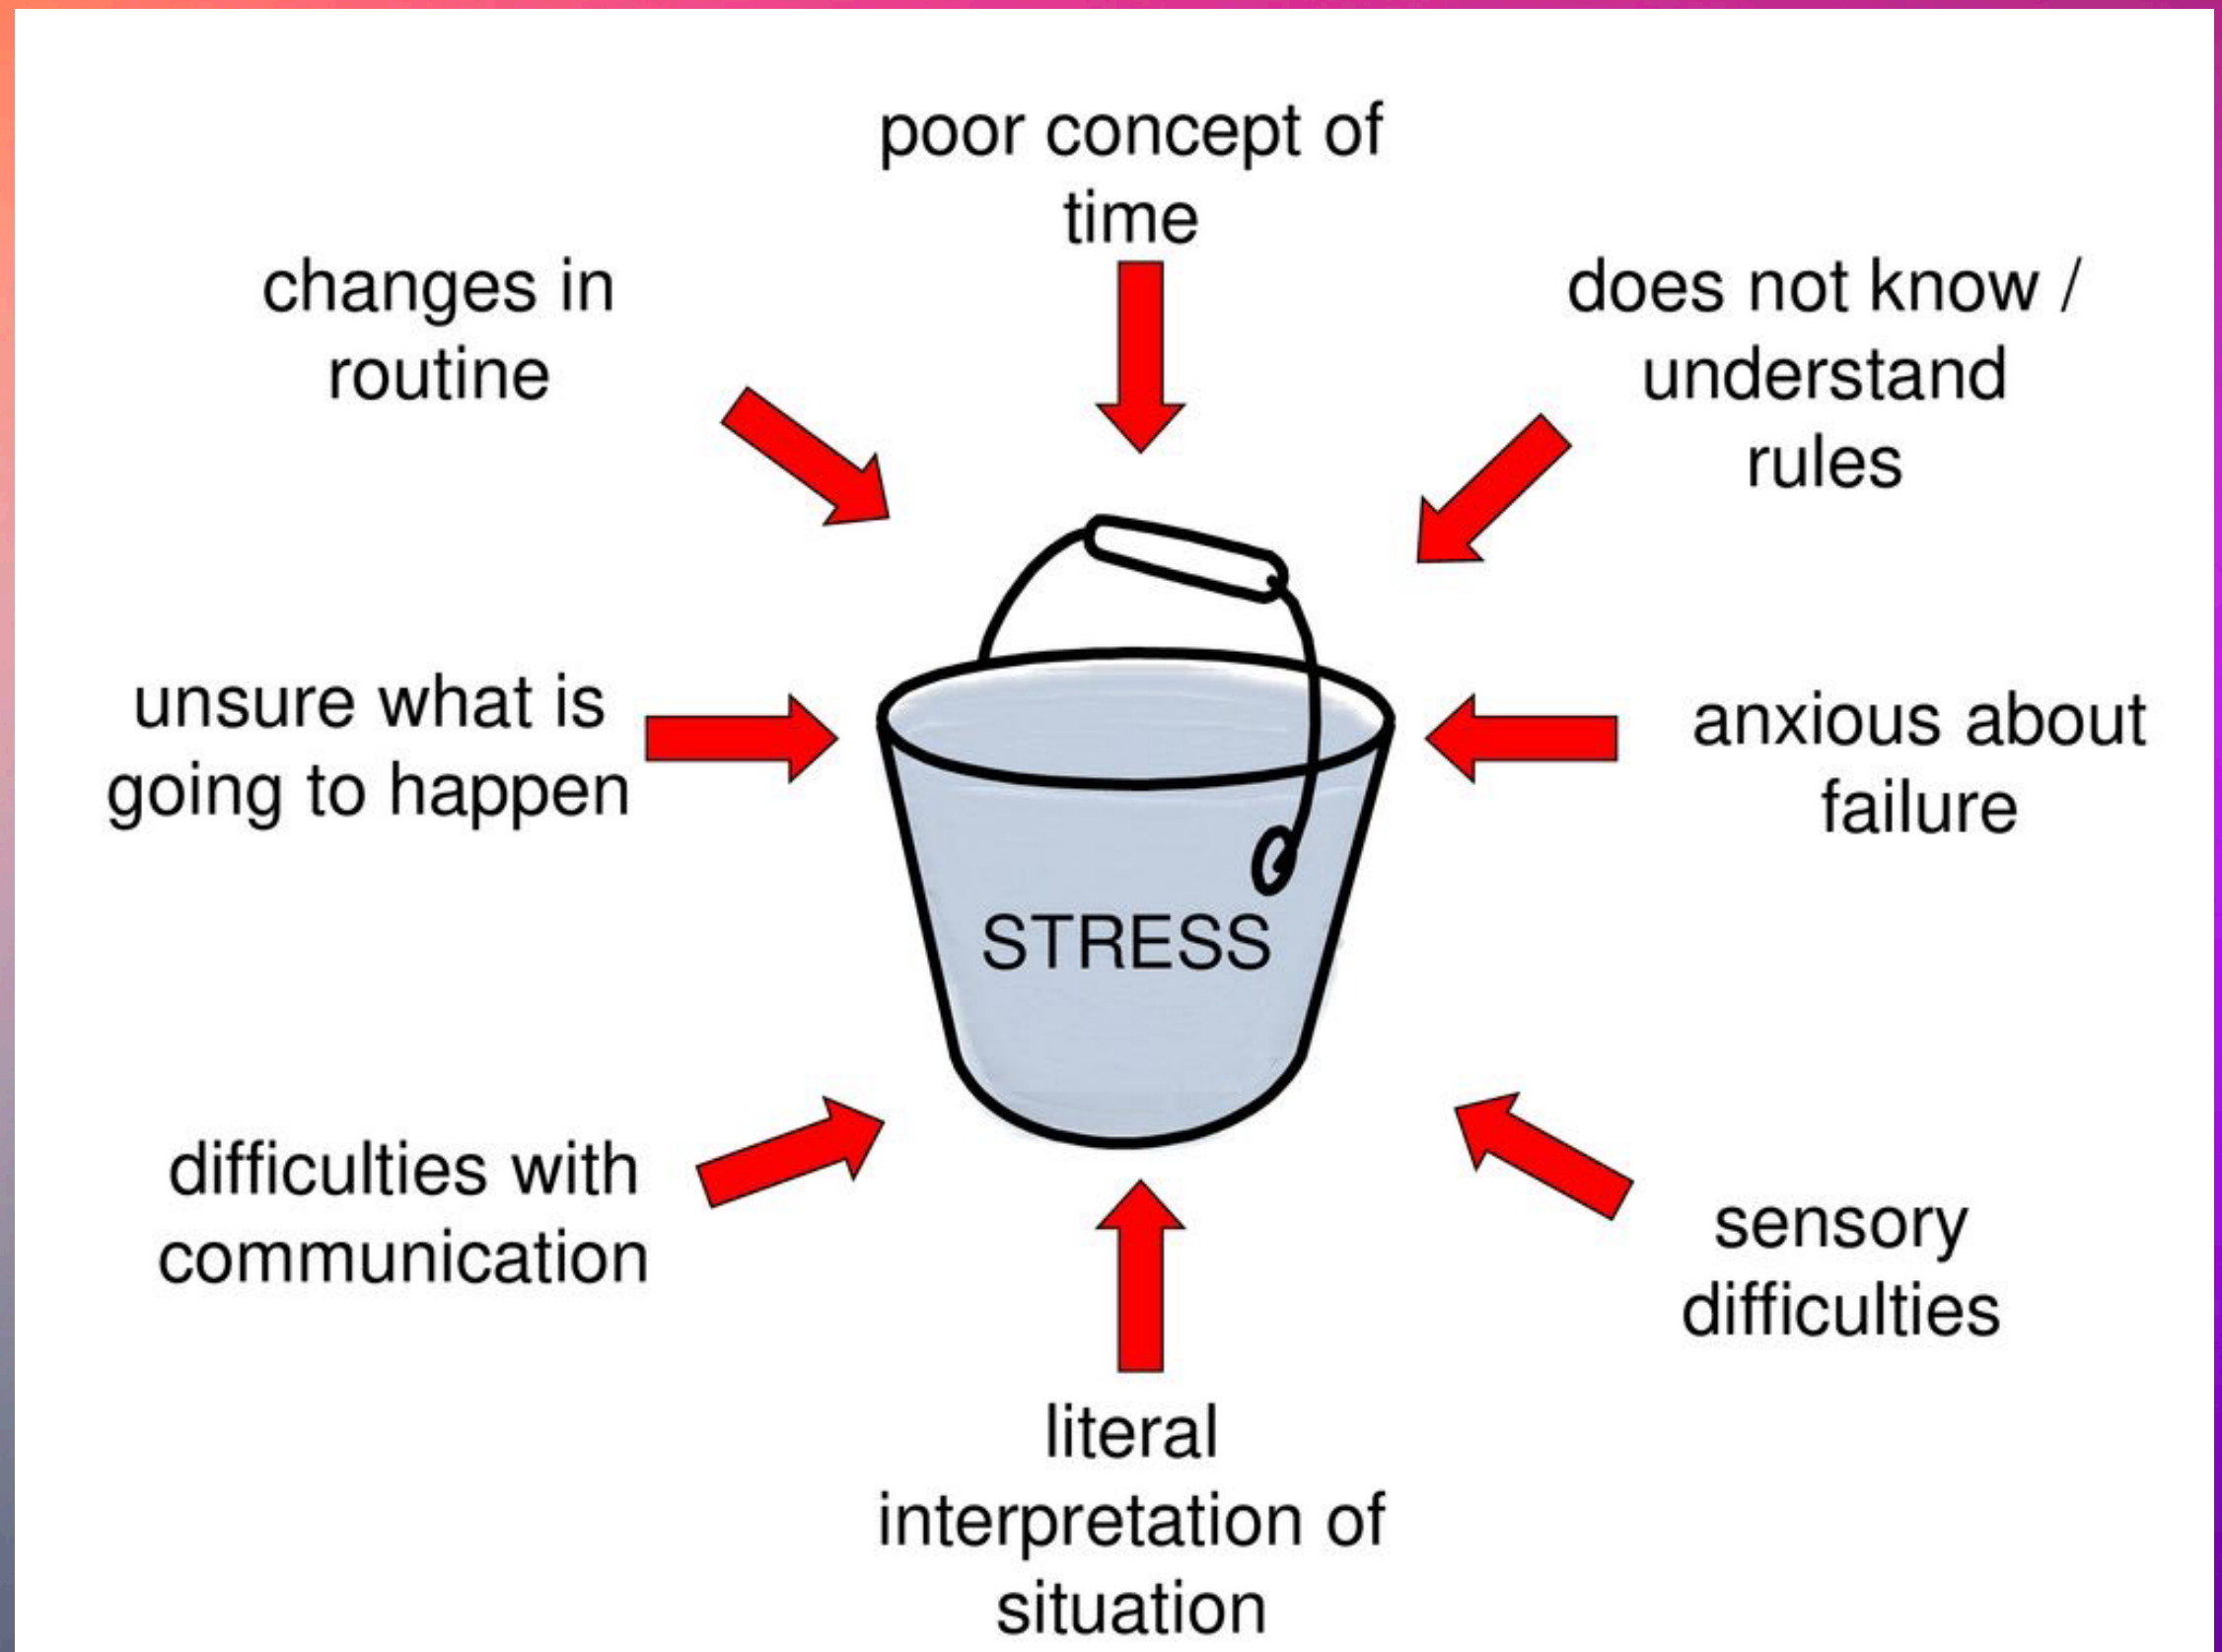 poor concept of
time
changes in
routine
does not know /
understand
rules
unsure what is
going to happen
anxious about
failure
STRESS
difficulties with
communication
sensory
difficulties
literal
interpretation of
situation